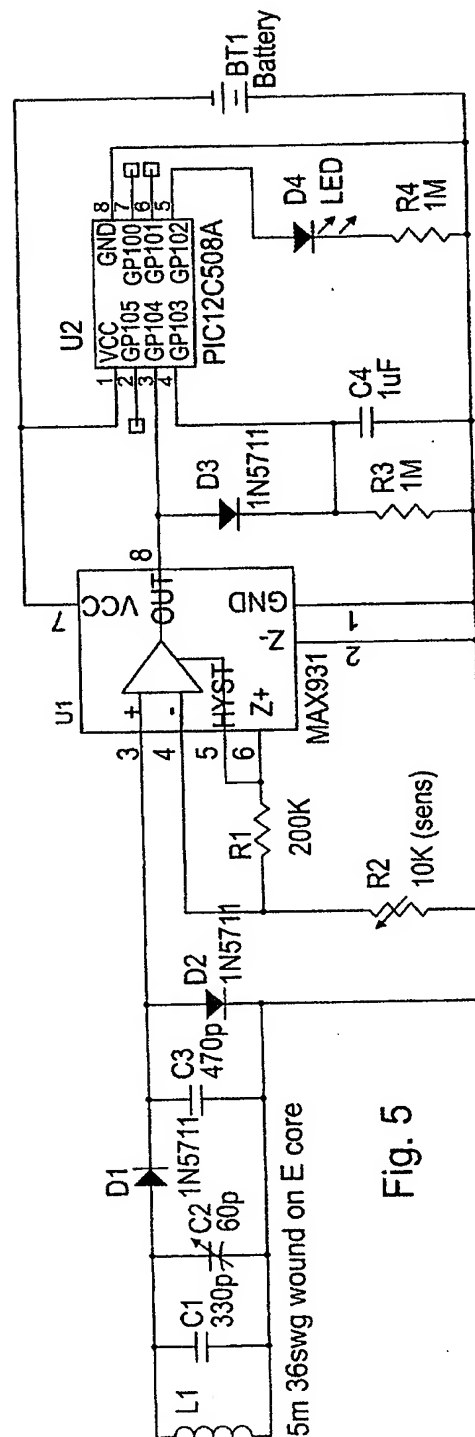 L1
C1
330p
C2
60p
D1
1N5711
C3
470p
D2
1N5711
5m 36swg wound on E core
R1
200K
R2
10K (sens)
U1
3
4
5
6
+
-
HYST
Z+
VCC
OUT
GND
Z-
7
8
1
2
MAX931
D3
1N5711
R3
1M
C4
1uF
U2
1
2
3
4
VCC
GP105
GP104
GP103
GND
GP100
GP101
GP102
8
7
6
5
PIC12C508A
D4
LED
R4
1M
BT1
Battery
Fig. 5